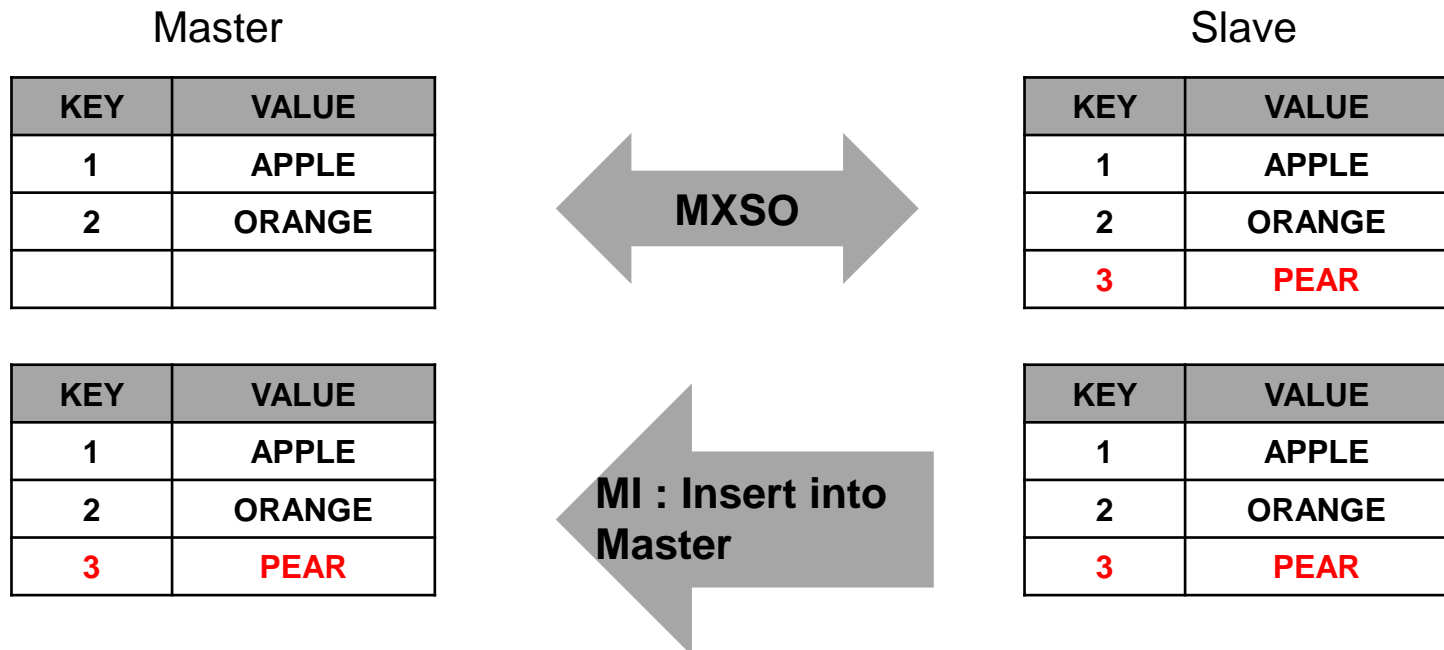 Master
Slave
KEY VALUE
1 APPLE
2 ORANGE
MXSO
KEY VALUE
1 APPLE
2 ORANGE
3 PEAR
KEY VALUE
1 APPLE
2 ORANGE
3 PEAR
MI : Insert into
Master
KEY VALUE
1 APPLE
2 ORANGE
3 PEAR